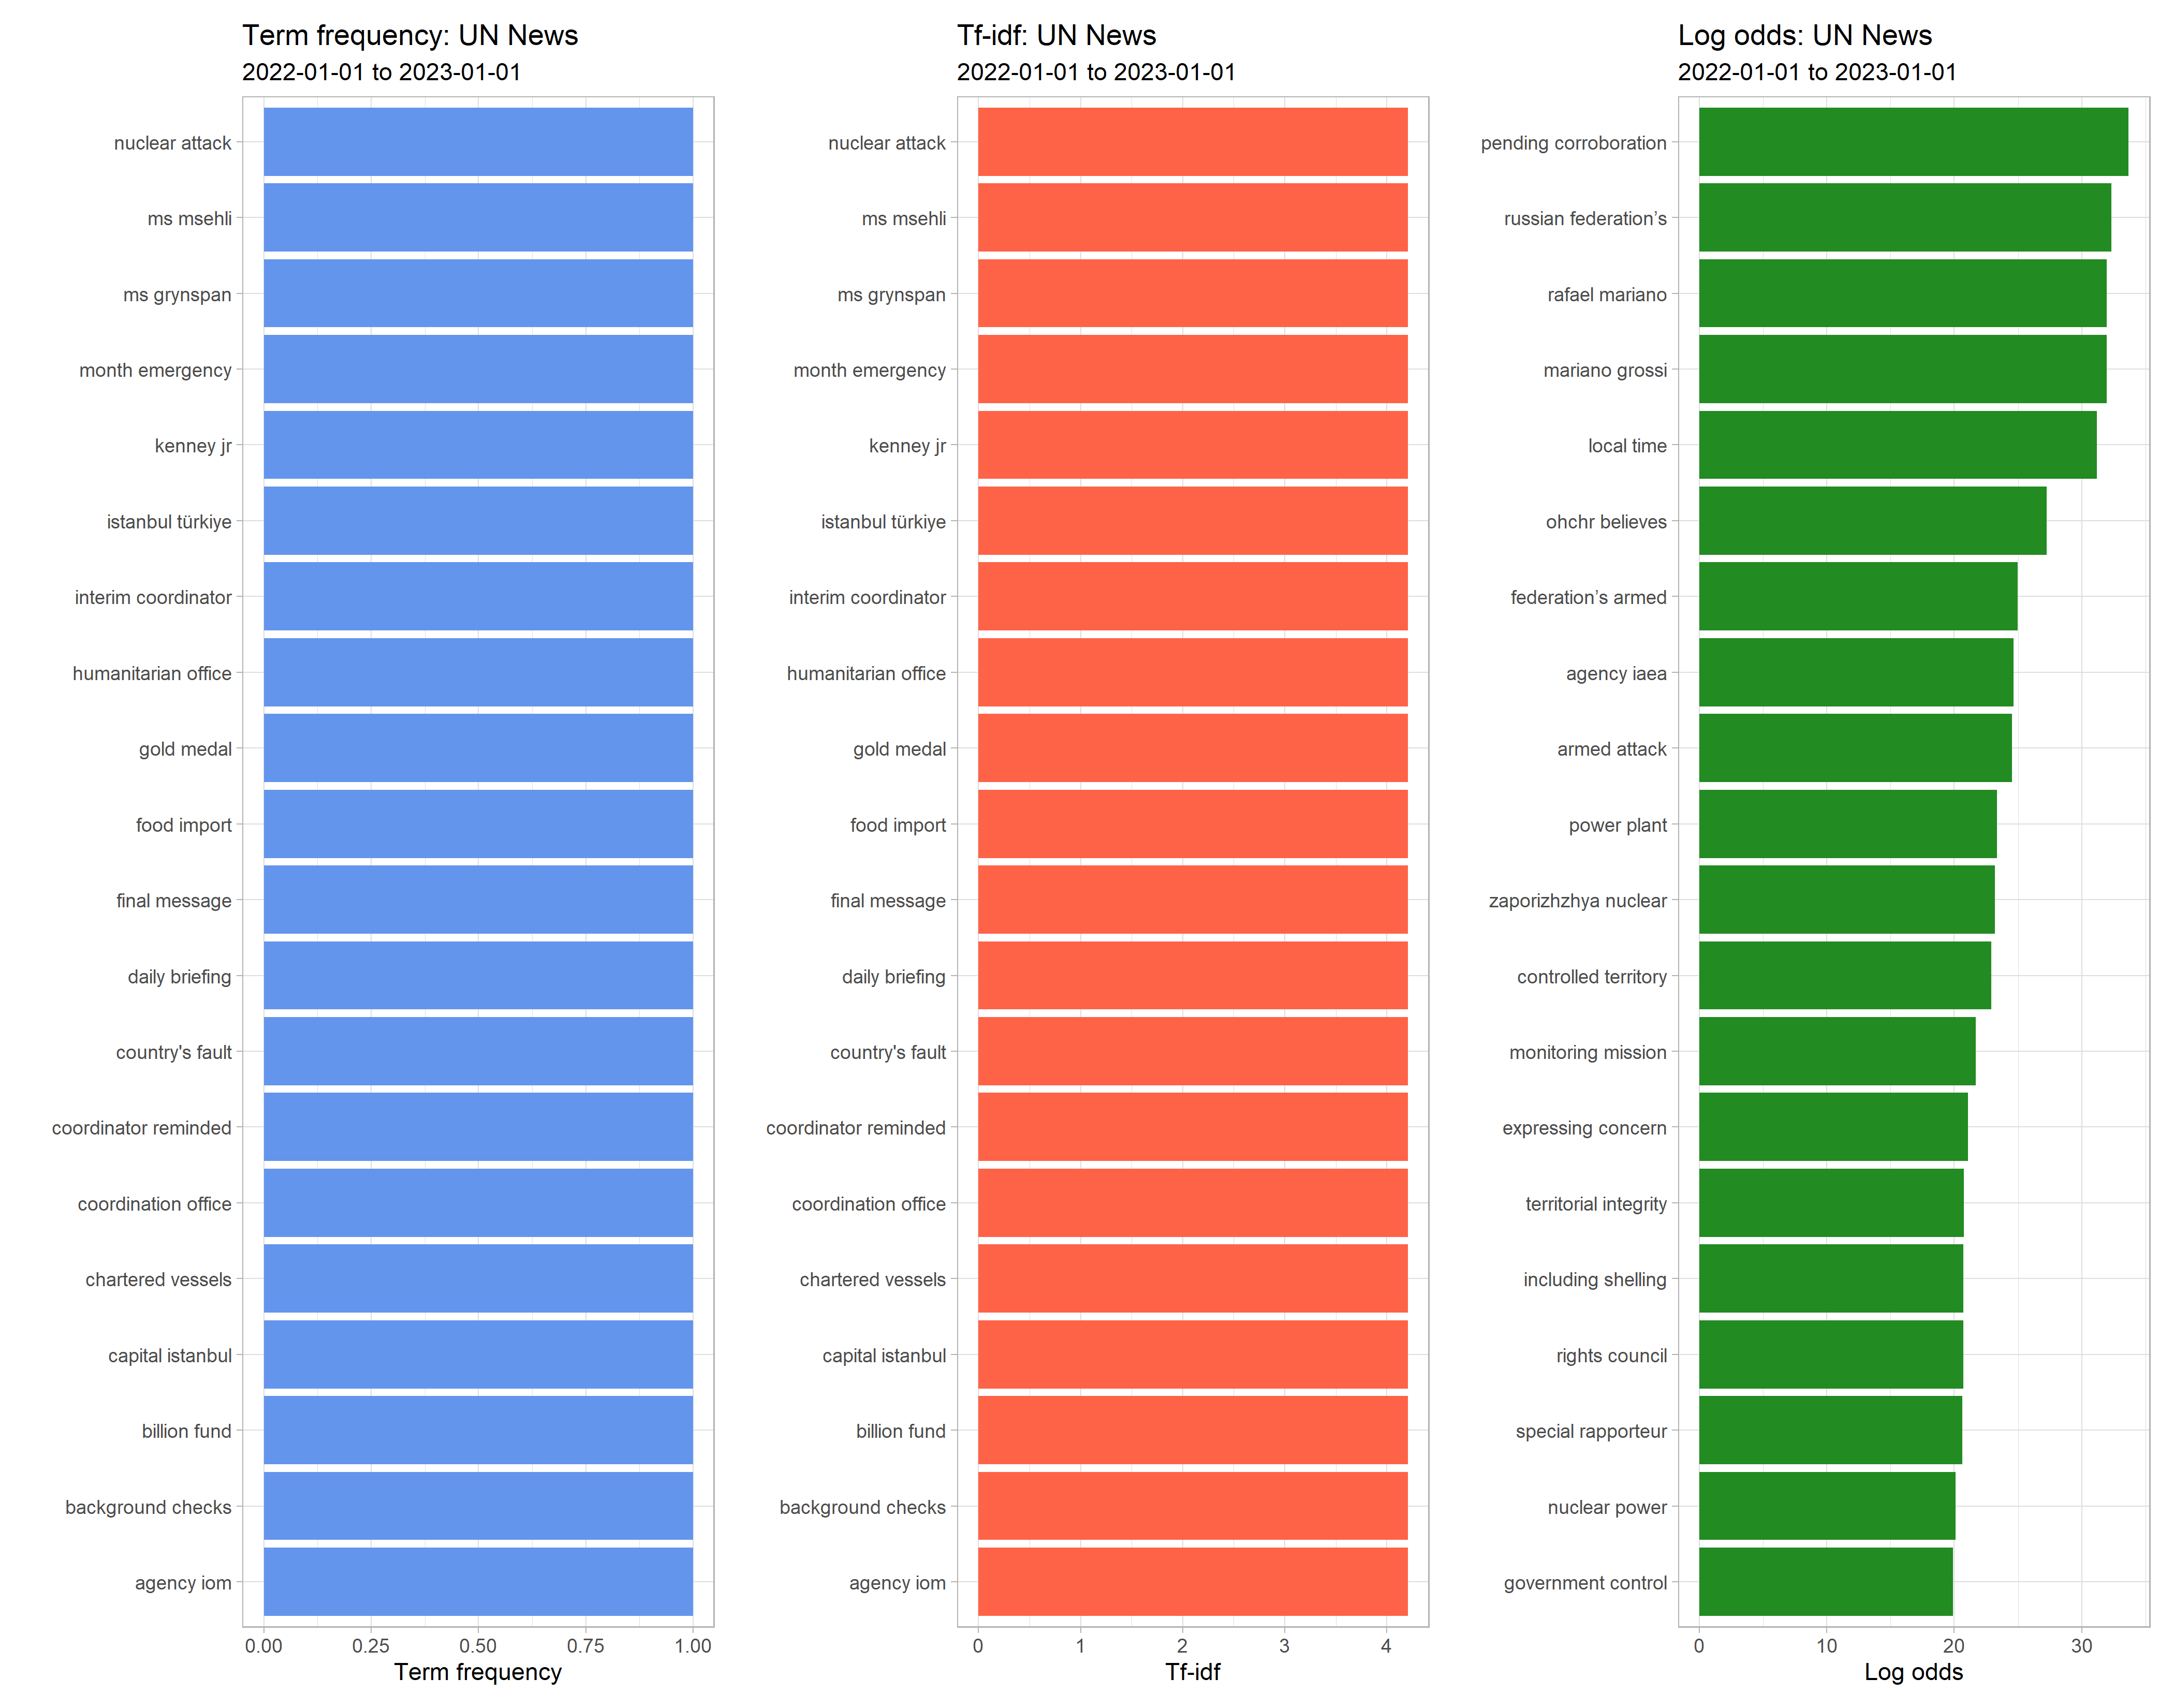 Term frequency: UN News
2022-01-01 to 2023-01-01
nuclear attack
ms msehli
ms grynspan
month emergency
kenney jr
istanbul türkiye
interim coordinator
humanitarian office
gold medal
food import
final message
daily briefing
country's fault
coordinator reminded
coordination office
chartered vessels
capital istanbul
billion fund
background checks
agency iom
0.00 0.25 0.50 0.75 1.00
Term frequency
Tf-idf: UN News
2022-01-01 to 2023-01-01
nuclear attack
ms msehli
ms grynspan
month emergency
kenney jr
istanbul türkiye
interim coordinator
humanitarian office
gold medal
food import
final message
daily briefing
country's fault
coordinator reminded
coordination office
chartered vessels
capital istanbul
billion fund
background checks
agency iom
0 1 2 3 4
Tf-idf
Log odds: UN News
2022-01-01 to 2023-01-01
pending corroboration
russian federation’s
rafael mariano
mariano grossi
local time
ohchr believes
federation’s armed
agency iaea
armed attack
power plant
zaporizhzhya nuclear
controlled territory
monitoring mission
expressing concern
territorial integrity
including shelling
rights council
special rapporteur
nuclear power
government control
0 10 20 30
Log odds